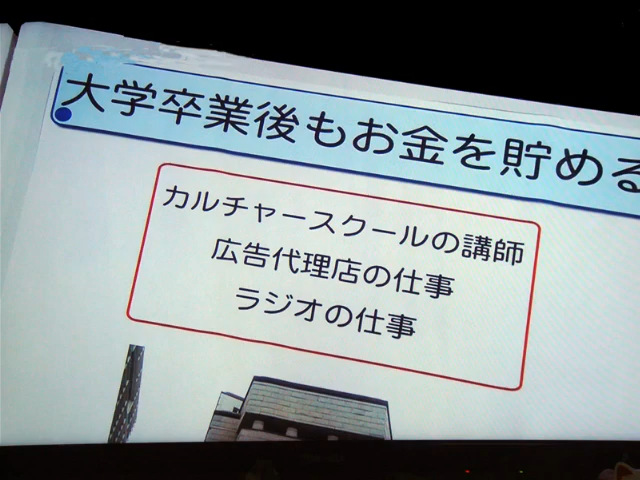 大学卒業後もお金を貯める
カルチャースクールの講師
広告代理店の仕事
ラジオの仕事